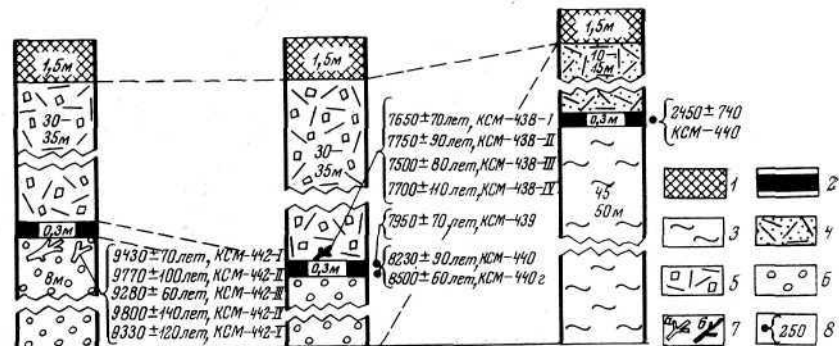 1,5м
30–
35м
0,3м
8м
9430±70лет, КСМ-442-I
9770±100лет, КСМ-442-II
9280±60лет, КСМ-442-III
9800±140лет, КСМ-442-IV
9330±120лет, КСМ-442-V
1,5м
30–
35м
0,3м
7650±70лет, КСМ-438-I
7750±90лет, КСМ-438-II
7500±80лет, КСМ-438-III
7700±110лет, КСМ-438-IV
7950±70лет, КСМ-439
8230±90лет, КСМ-440
8500±60лет, КСМ-440г
1,5м
10–
15м
0,3м
45
50м
2450±740
КСМ-440
1
2
3
4
5
6
а б 7
250 8